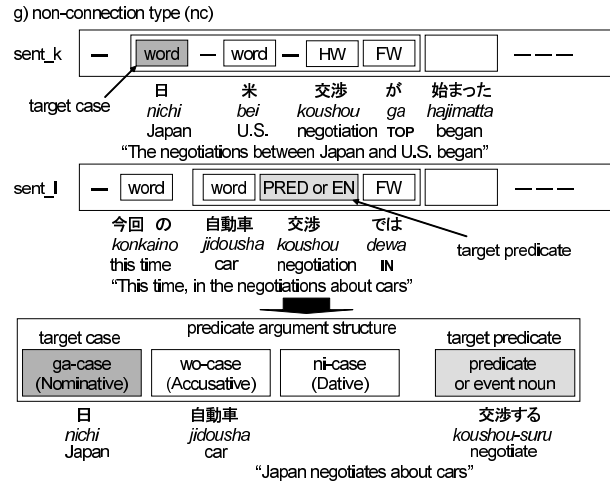 g) non-connection type (nc)
sent_k — word — word — HW FW — — —
target case
日 米 交渉 が 始まった
nichi bei koushou ga hajimatta
Japan U.S. negotiation TOP began
“The negotiations between Japan and U.S. began”
sent_l — word word PRED or EN FW — — —
今回 の 自動車 交渉 では
konkaino jidousha koushou dewa
target predicate
this time car negotiation IN
“This time, in the negotiations about cars”
predicate argument structure
target case target predicate
ga-case (Nominative) wo-case (Accusative) ni-case (Dative) predicate or event noun
日 自動車 交渉する
nichi jidousha koushou-suru
Japan car negotiate
“Japan negotiates about cars”